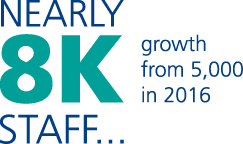 NEARLY
8K
STAFF...
growth
from 5,000
in 2016